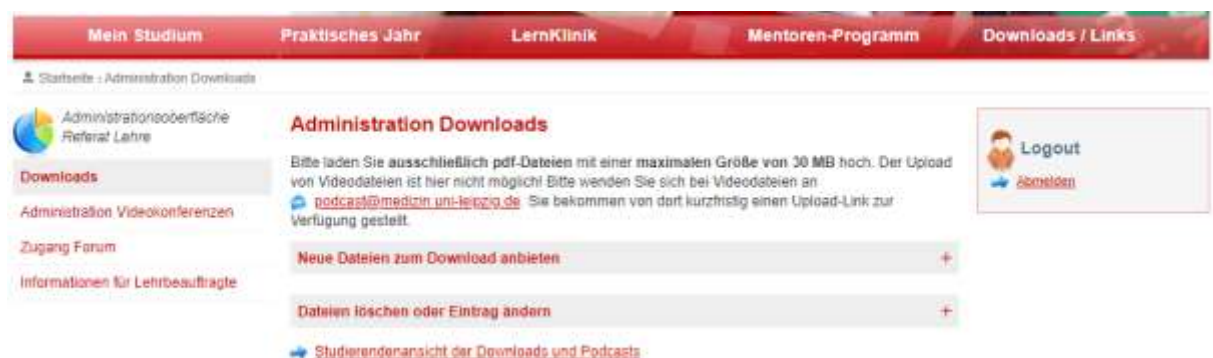 Mein Studium Praktisches Jahr LernKlinik Mentoren-Programm Downloads / Links
Startseite : Administration Downloads
Administrationsoberfläche
Referat Lehre
Downloads
Administration Videokonferenzen
Zugang Forum
Informationen für Lehrbeauftragte
Administration Downloads
Bitte laden Sie ausschließlich pdf-Dateien mit einer maximalen Größe von 30 MB hoch. Der Upload
von Videodateien ist hier nicht möglich! Bitte wenden Sie sich bei Videodateien an
podcast@medizin.uni-leipzig.de. Sie bekommen von dort kurzfristig einen Upload-Link zur
Verfügung gestellt.
Neue Dateien zum Download anbieten +
Dateien löschen oder Eintrag ändern +
Studierendenansicht der Downloads und Podcasts
Logout
Abmelden